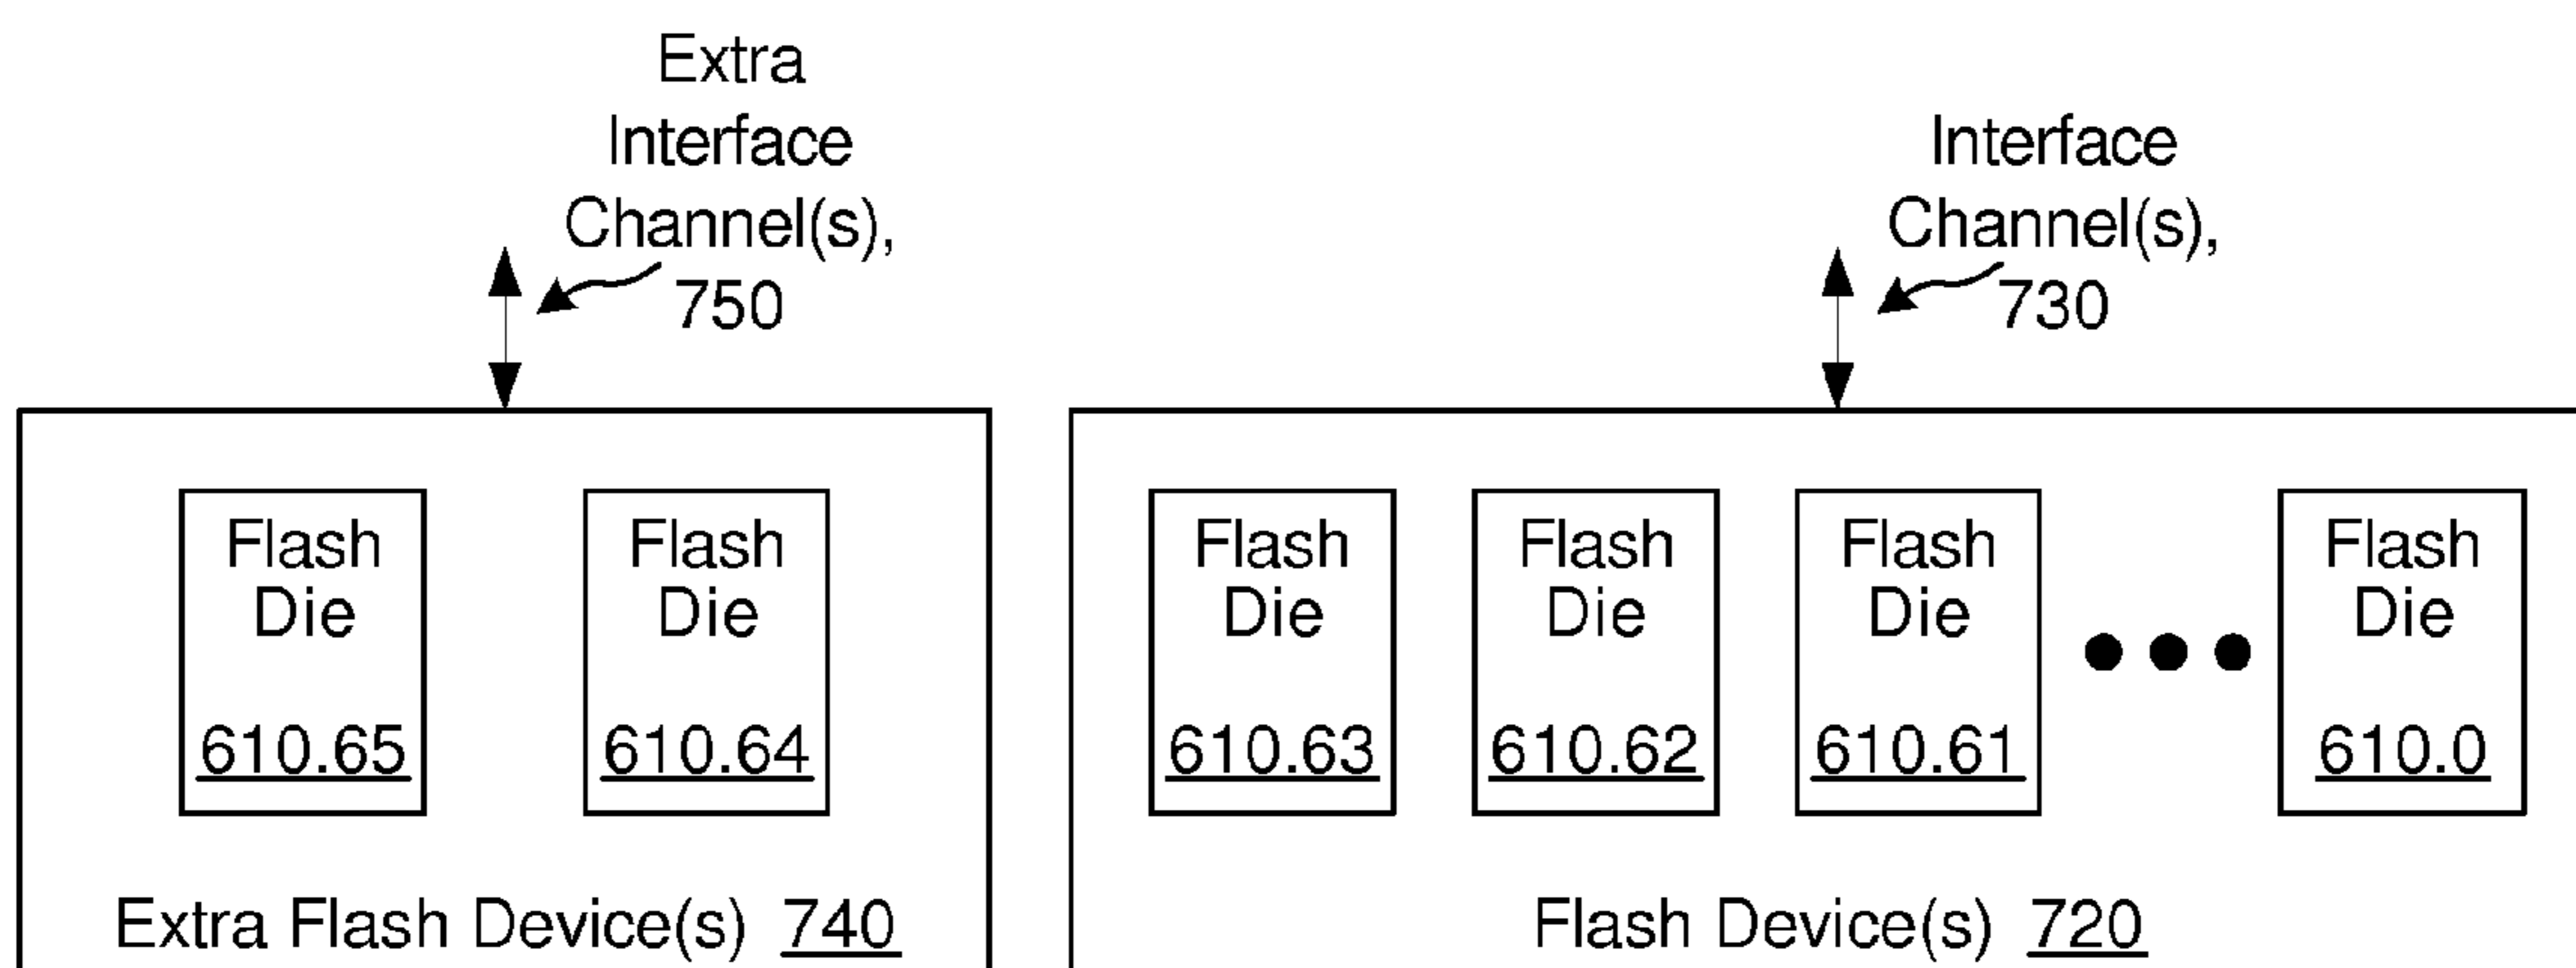 Extra
Interface
Channel(s),
750
Interface
Channel(s),
730
Flash
Die
610.65
Flash
Die
610.64
Extra Flash Device(s) 740
Flash
Die
610.63
Flash
Die
610.62
Flash
Die
610.61
Flash
Die
610.0
Flash Device(s) 720